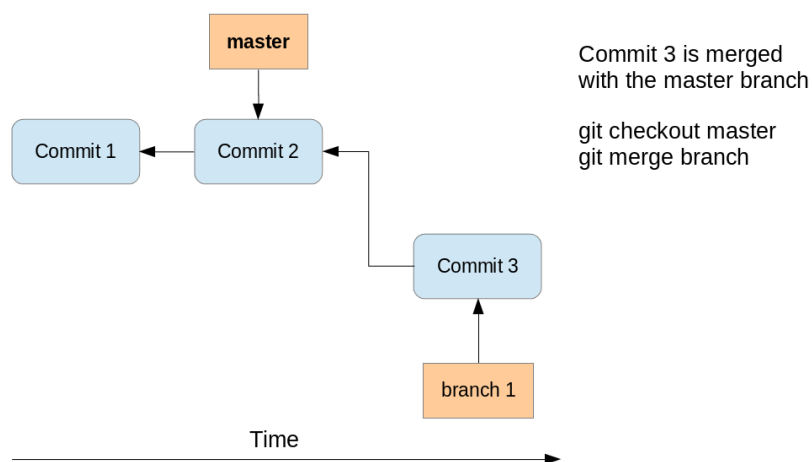 master
Commit 3 is merged
with the master branch
git checkout master
git merge branch
Commit 1
Commit 2
Commit 3
branch 1
Time